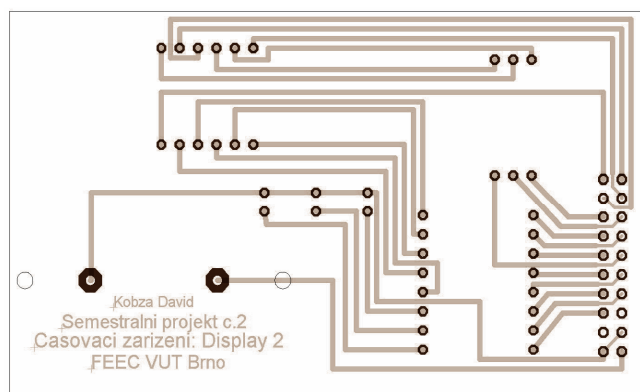 Kobza David
Semestralni projekt c.2
Casovaci zarizeni: Display 2
FEEC VUT Brno